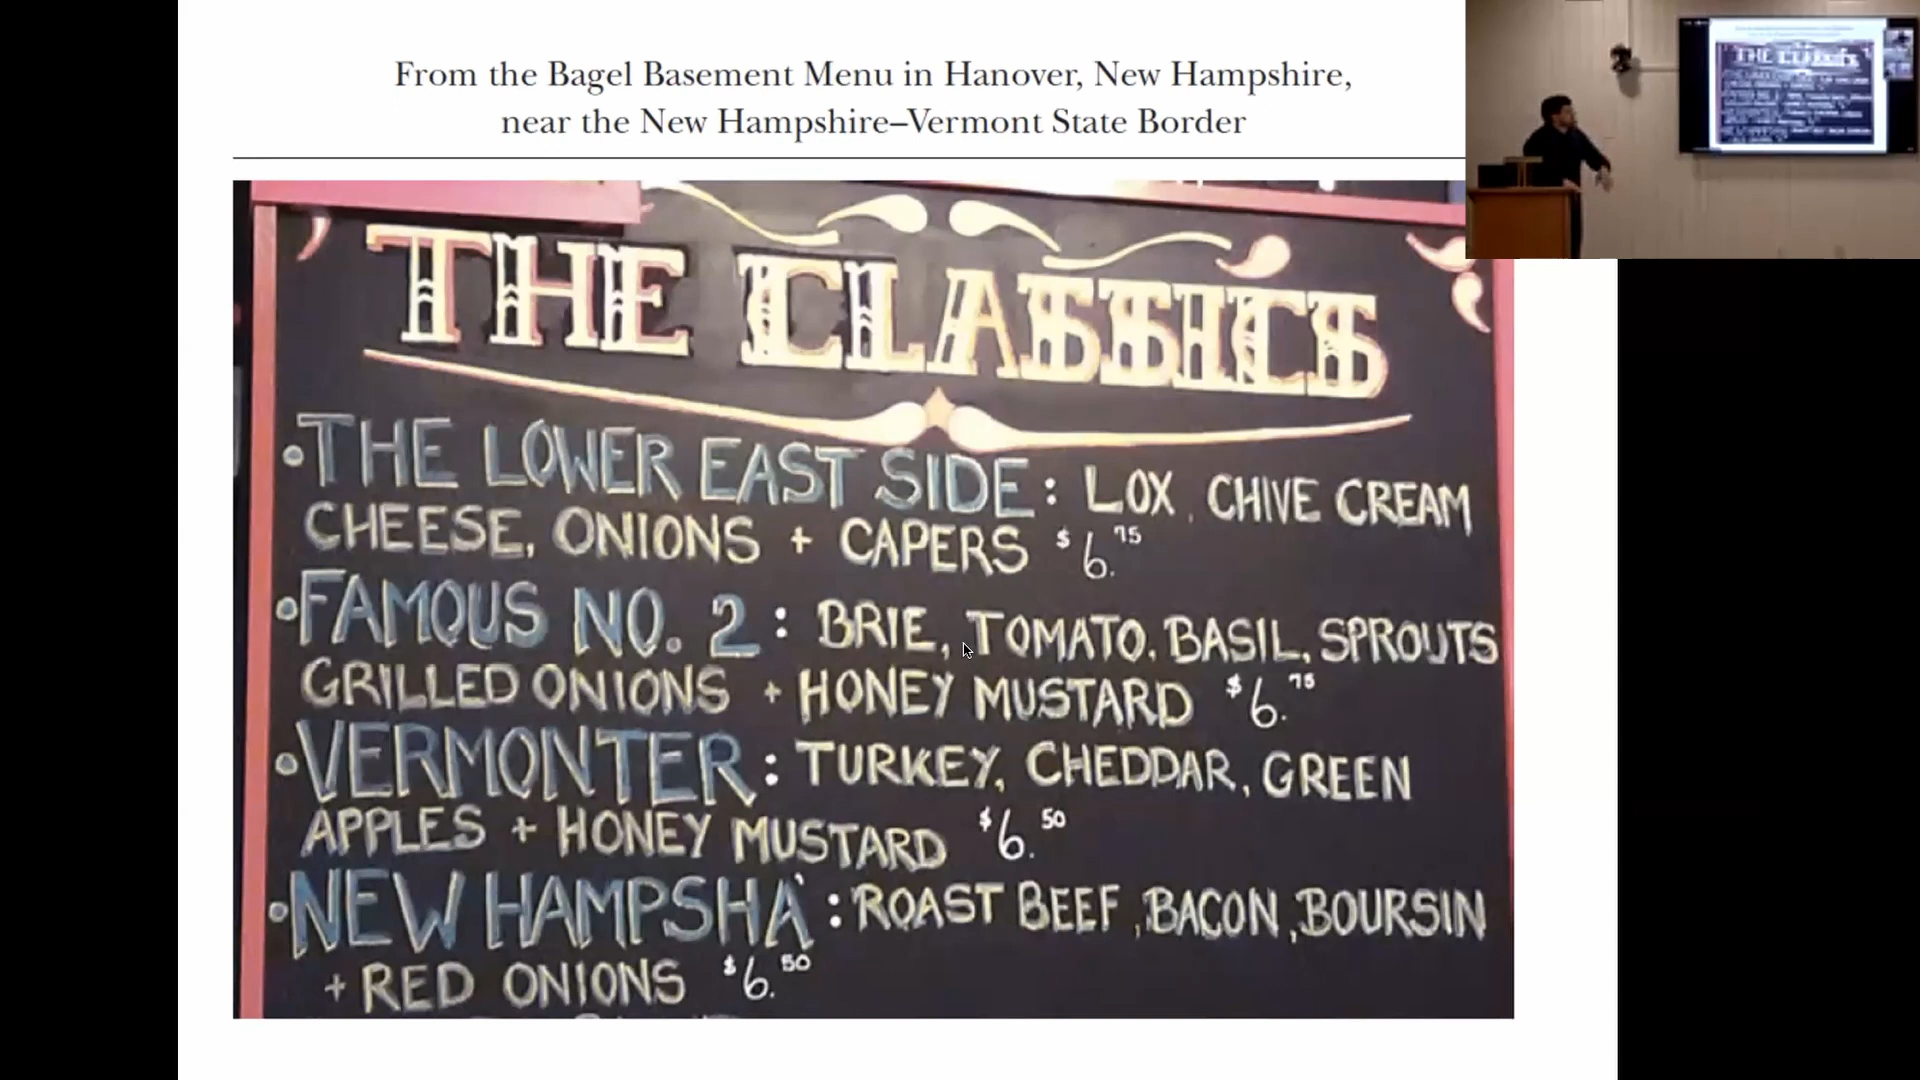 From the Bagel Basement Menu in Hanover, New Hampshire,
near the New Hampshire–Vermont State Border
THE CLASSICS
•THE LOWER EAST SIDE: LOX, CHIVE CREAM
CHEESE, ONIONS + CAPERS $6.75
•FAMOUS NO. 2: BRIE, TOMATO, BASIL, SPROUTS
GRILLED ONIONS + HONEY MUSTARD $6.75
•VERMONTER: TURKEY, CHEDDAR, GREEN
APPLES + HONEY MUSTARD $6.50
•NEW HAMPSHA': ROAST BEEF, BACON, BOURSIN
+ RED ONIONS $6.50
THE CLASSICS